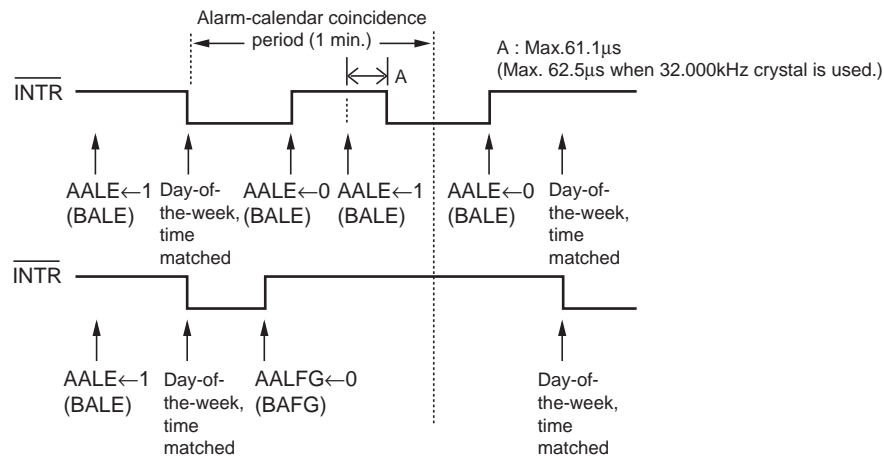 Alarm-calendar coincidence
period (1 min.)
A
A : Max.61.1µs
(Max. 62.5µs when 32.000kHz crystal is used.)
INTR
AALE←1
(BALE)
Day-of-
the-week,
time
matched
AALE←0
(BALE)
AALE←1
(BALE)
AALE←0
(BALE)
Day-of-
the-week,
time
matched
INTR
AALE←1
(BALE)
Day-of-
the-week,
time
matched
AALFG←0
(BAFG)
Day-of-
the-week,
time
matched